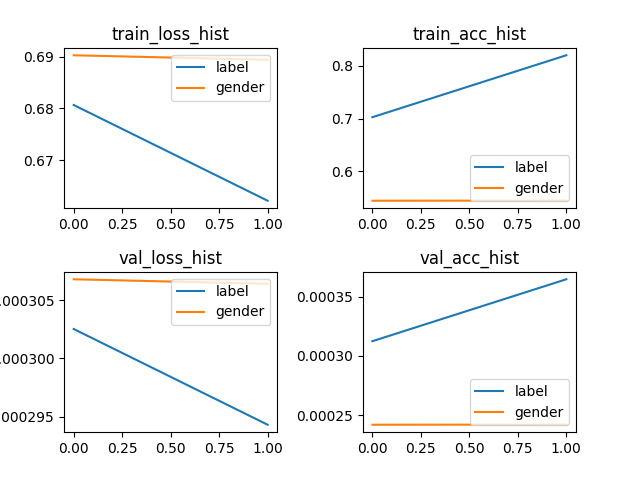 train_loss_hist
0.69
0.68
0.67
label
gender
0.00 0.25 0.50 0.75 1.00
train_acc_hist
0.8
0.7
0.6
label
gender
0.00 0.25 0.50 0.75 1.00
val_loss_hist
.000305
.000300
.000295
label
gender
0.00 0.25 0.50 0.75 1.00
val_acc_hist
0.00035
0.00030
0.00025
label
gender
0.00 0.25 0.50 0.75 1.00